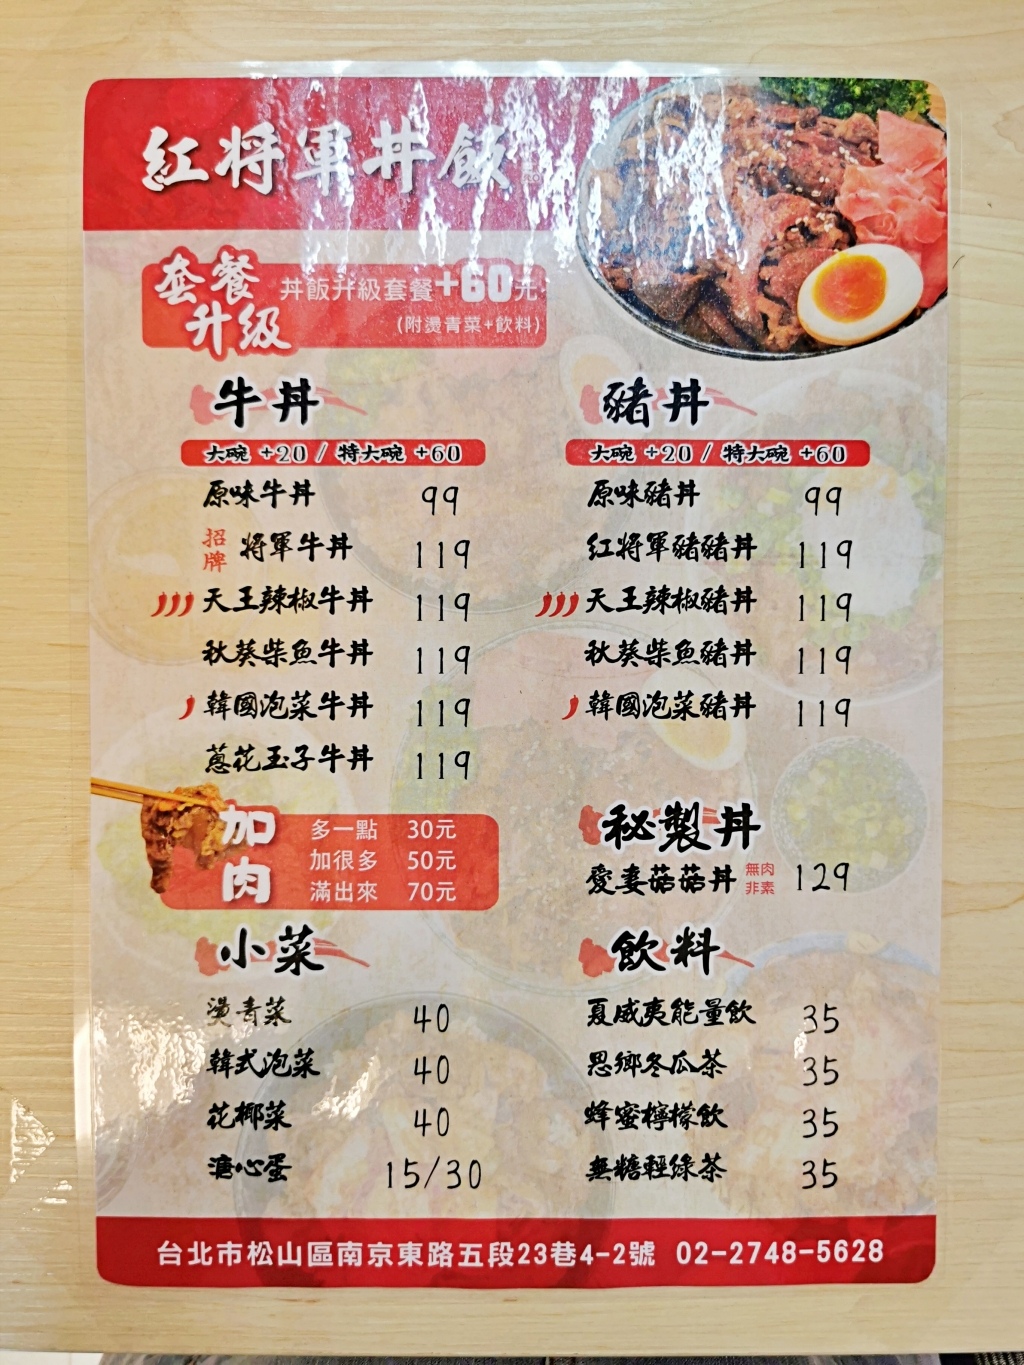 紅將軍丼飯
套餐升級
丼飯升級套餐+60元
(附燙青菜+飲料)
牛丼
大碗 +20 / 特大碗 +60
原味牛丼 99
招牌 將軍牛丼 119
天王辣椒牛丼 119
秋葵柴魚牛丼 119
韓國泡菜牛丼 119
蔥花玉子牛丼 119
豬丼
大碗 +20 / 特大碗 +60
原味豬丼 99
紅將軍豬豬丼 119
天王辣椒豬丼 119
秋葵柴魚豬丼 119
韓國泡菜豬丼 119
加肉
多一點 30元
加很多 50元
滿出來 70元
秘製丼
愛妻菇菇丼 無肉非素 129
小菜
燙青菜 40
韓式泡菜 40
花椰菜 40
溏心蛋 15/30
飲料
夏威夷能量飲 35
思鄉冬瓜茶 35
蜂蜜檸檬飲 35
無糖輕綠茶 35
台北市松山區南京東路五段23巷4-2號 02-2748-5628